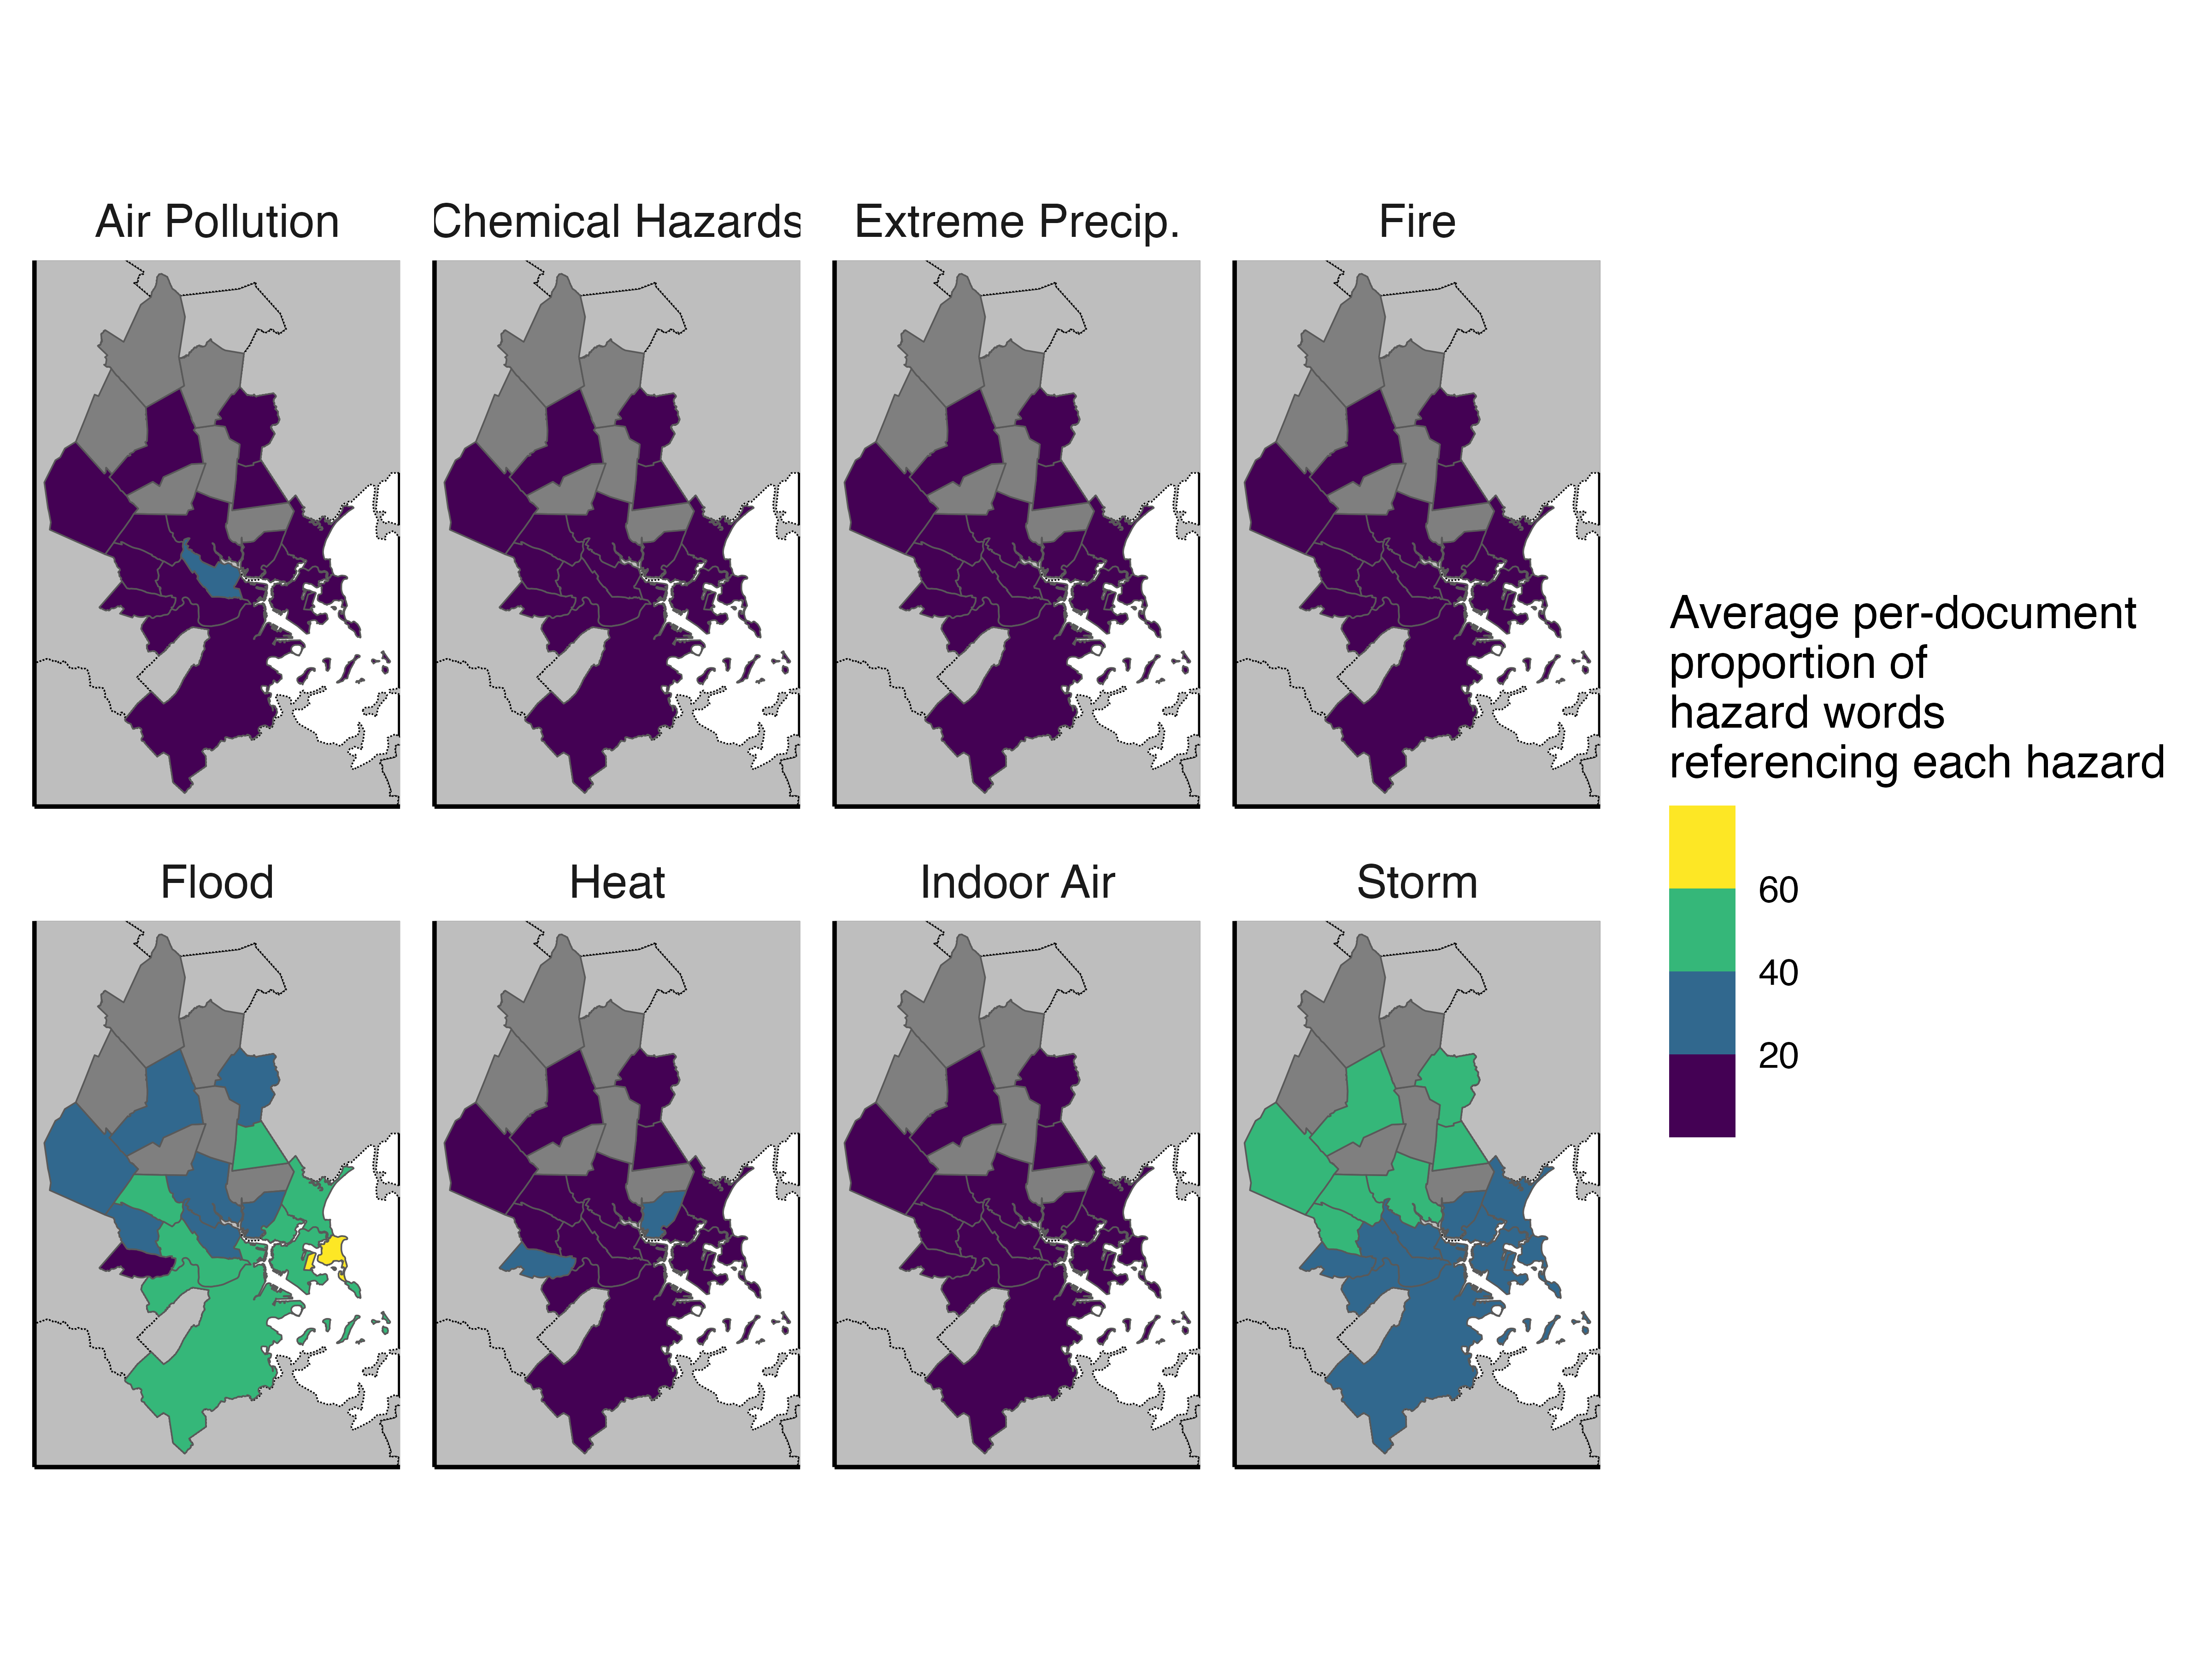 Air Pollution
Chemical Hazards
Extreme Precip.
Fire
Flood
Heat
Indoor Air
Storm
Average per-document
proportion of
hazard words
referencing each hazard
60
40
20